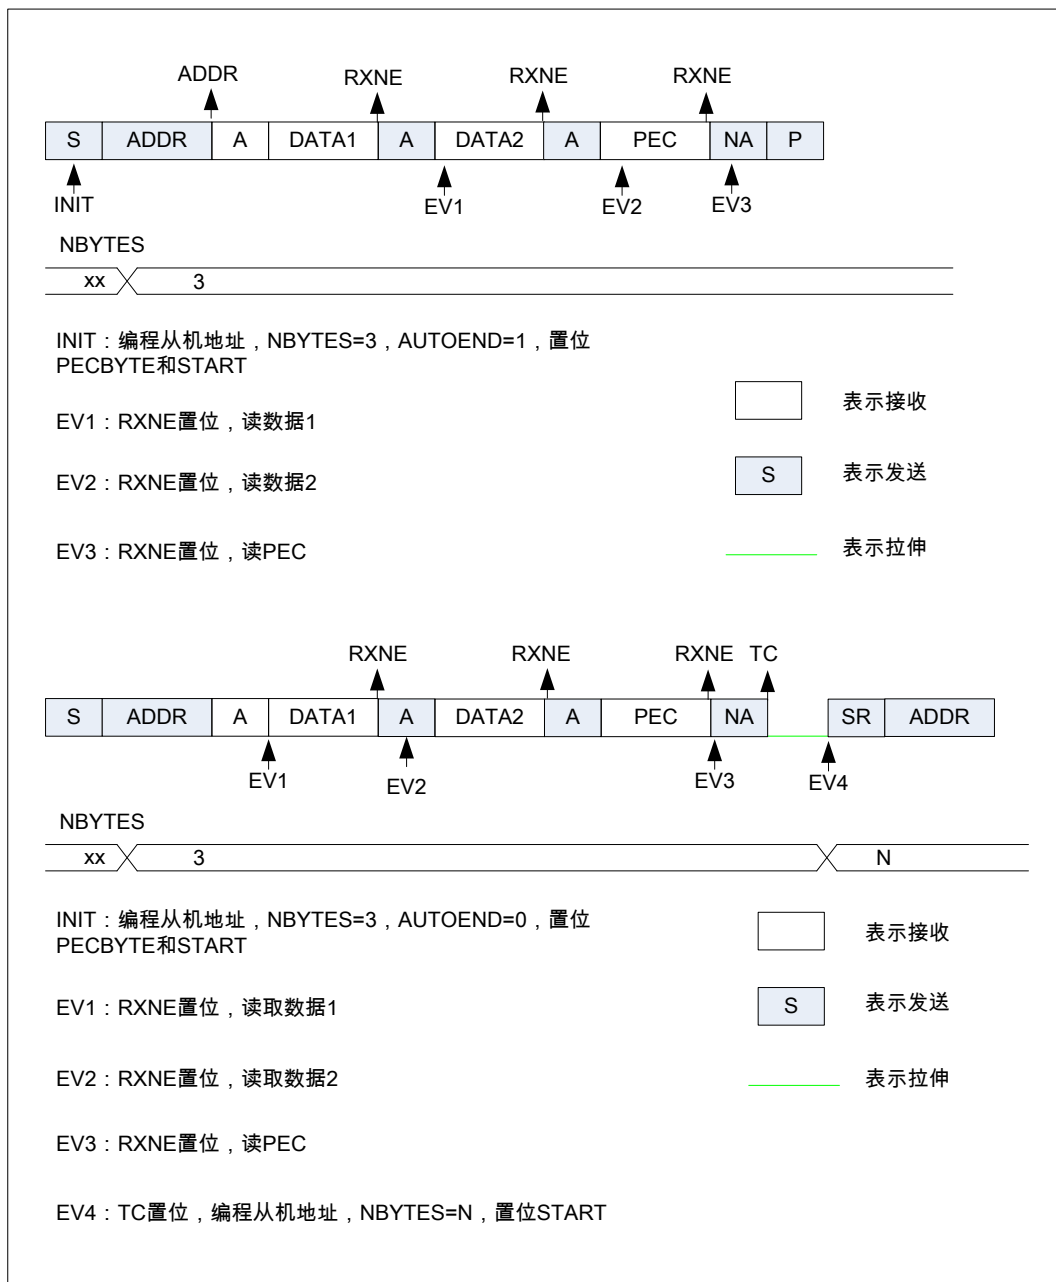 ADDR RXNE RXNE RXNE
S ADDR A DATA1 A DATA2 A PEC NA P
INIT EV1 EV2 EV3
NBYTES
xx 3
INIT：编程从机地址，NBYTES=3，AUTOEND=1，置位
PECBYTE和START
表示接收
EV1：RXNE置位，读数据1
EV2：RXNE置位，读数据2
S 表示发送
EV3：RXNE置位，读PEC
表示拉伸
RXNE RXNE RXNE TC
S ADDR A DATA1 A DATA2 A PEC NA SR ADDR
EV1 EV2 EV3 EV4
NBYTES
xx 3 N
INIT：编程从机地址，NBYTES=3，AUTOEND=0，置位
PECBYTE和START
表示接收
EV1：RXNE置位，读取数据1
S 表示发送
EV2：RXNE置位，读取数据2
表示拉伸
EV3：RXNE置位，读PEC
EV4：TC置位，编程从机地址，NBYTES=N，置位START